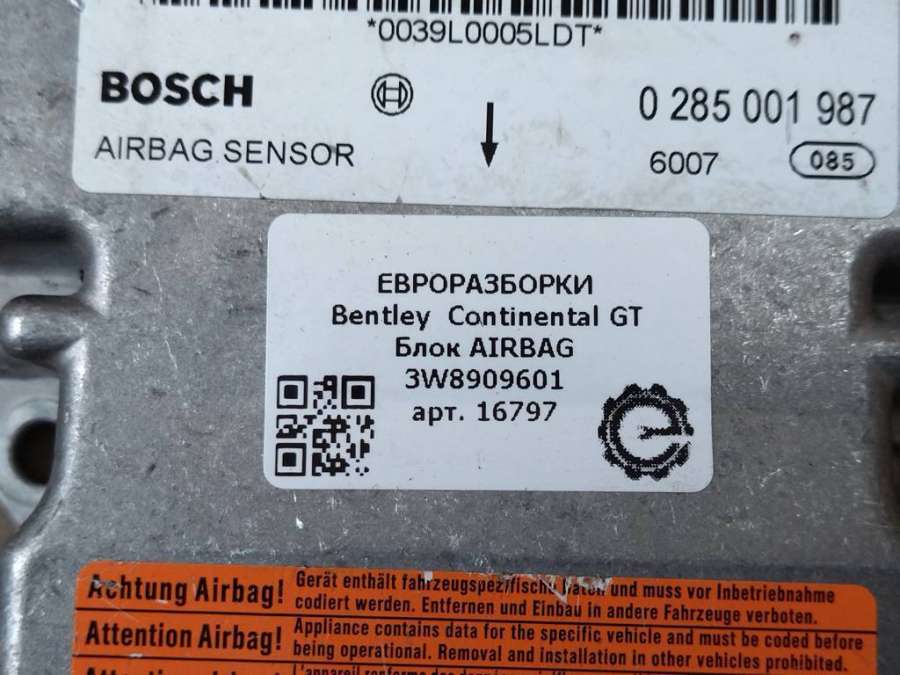 *0039L0005LDT*
BOSCH
0 285 001 987
AIRBAG SENSOR
6007
085
ЕВРОРАЗБОРКИ
Bentley Continental GT
Блок AIRBAG
3W8909601
арт. 16797
Achtung Airbag!
Gerät enthält fahrzeugspezifische Daten und muss vor Inbetriebnahme
codiert werden. Entfernen und Einbau in andere Fahrzeuge verboten.
Attention Airbag!
Appliance contains data for the specific vehicle and must be coded before
being operational. Removal and installation in other vehicles prohibited.